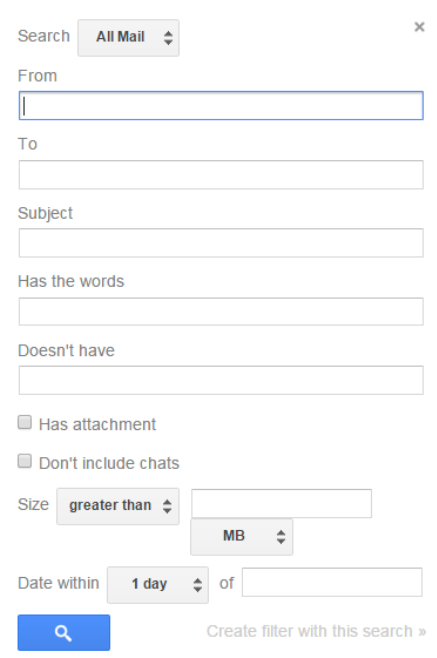 Search All Mail
From
To
Subject
Has the words
Doesn't have
Has attachment
Don't include chats
Size greater than
MB
Date within 1 day of
Create filter with this search »